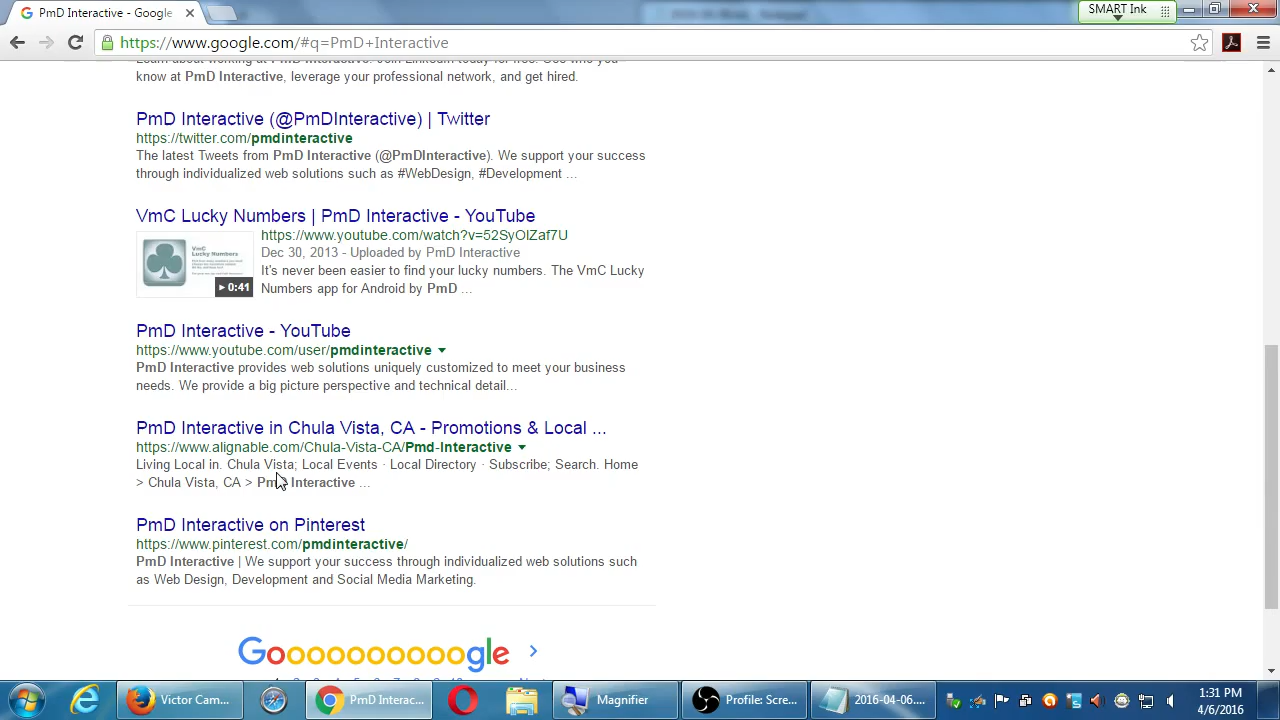 PmD Interactive - Google
SMART Ink
https://www.google.com/#q=PmD+Interactive
know at PmD Interactive, leverage your professional network, and get hired.
PmD Interactive (@PmDInteractive) | Twitter
https://twitter.com/pmdinteractive
The latest Tweets from PmD Interactive (@PmDInteractive). We support your success
through individualized web solutions such as #WebDesign, #Development ...
VmC Lucky Numbers | PmD Interactive - YouTube
https://www.youtube.com/watch?v=52SyOlZaf7U
Dec 30, 2013 - Uploaded by PmD Interactive
It's never been easier to find your lucky numbers. The VmC Lucky
Numbers app for Android by PmD ...
VmC
Lucky Numbers
0:41
PmD Interactive - YouTube
https://www.youtube.com/user/pmdinteractive
PmD Interactive provides web solutions uniquely customized to meet your business
needs. We provide a big picture perspective and technical detail...
PmD Interactive in Chula Vista, CA - Promotions & Local ...
https://www.alignable.com/Chula-Vista-CA/Pmd-Interactive
Living Local in. Chula Vista; Local Events · Local Directory · Subscribe; Search. Home
> Chula Vista, CA > PmD Interactive ...
PmD Interactive on Pinterest
https://www.pinterest.com/pmdinteractive/
PmD Interactive | We support your success through individualized web solutions such
as Web Design, Development and Social Media Marketing.
Goooooooooogle >
Victor Cam...
PmD Interac...
Magnifier
Profile: Scre...
2016-04-06....
1:31 PM
4/6/2016